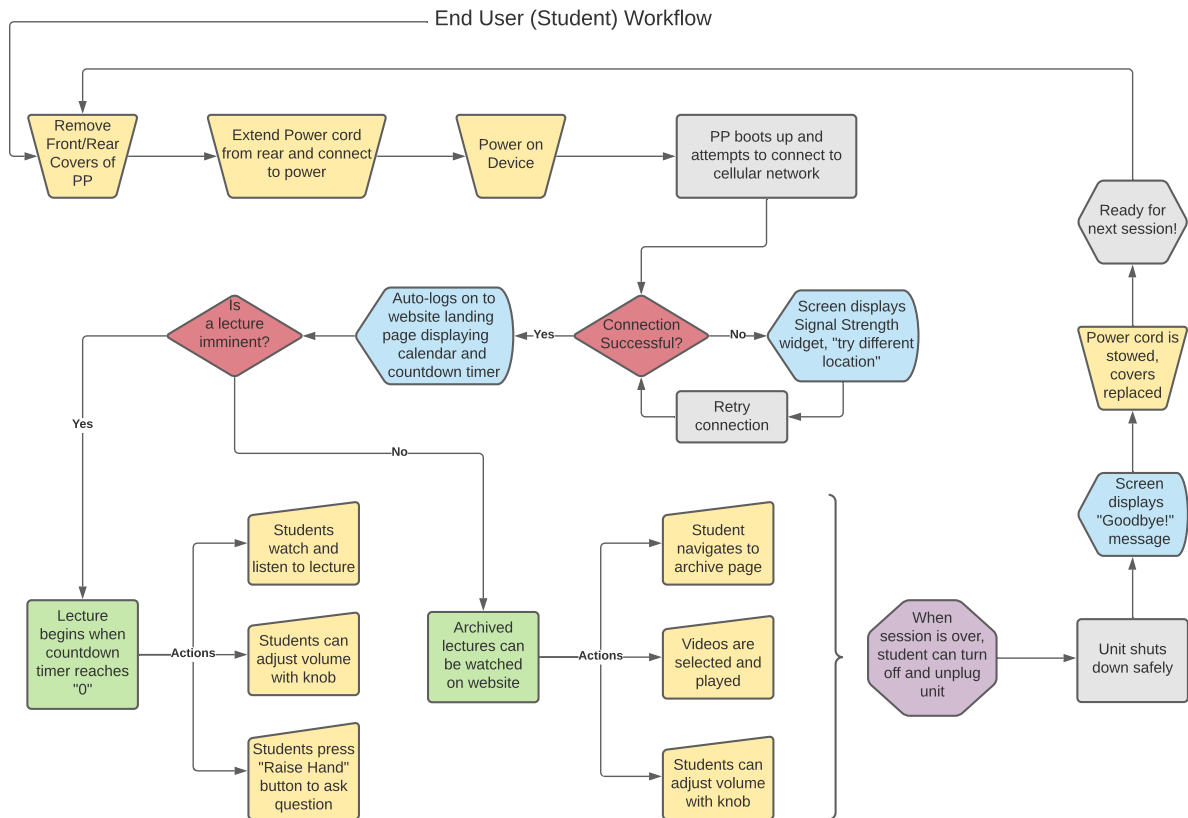 End User (Student) Workflow
Remove
Front/Rear
Covers of
PP
Extend Power cord
from rear and connect
to power
Power on
Device
PP boots up and
attempts to connect to
cellular network
Ready for
next session!
Is
a lecture
imminent?
Auto-logs on to
website landing
page displaying
calendar and
countdown timer
Yes
Connection
Successful?
No
Screen displays
Signal Strength
widget, "try different
location"
Retry
connection
Power cord is
stowed,
covers
replaced
Yes
No
Screen
displays
"Goodbye!"
message
Students
watch and
listen to lecture
Student
navigates to
archive page
Lecture
begins when
countdown
timer reaches
"0"
Actions
Students can
adjust volume
with knob
Archived
lectures can
be watched
on website
Actions
Videos are
selected and
played
When
session is over,
student can turn
off and unplug
unit
Unit shuts
down safely
Students press
"Raise Hand"
button to ask
question
Students can
adjust volume
with knob